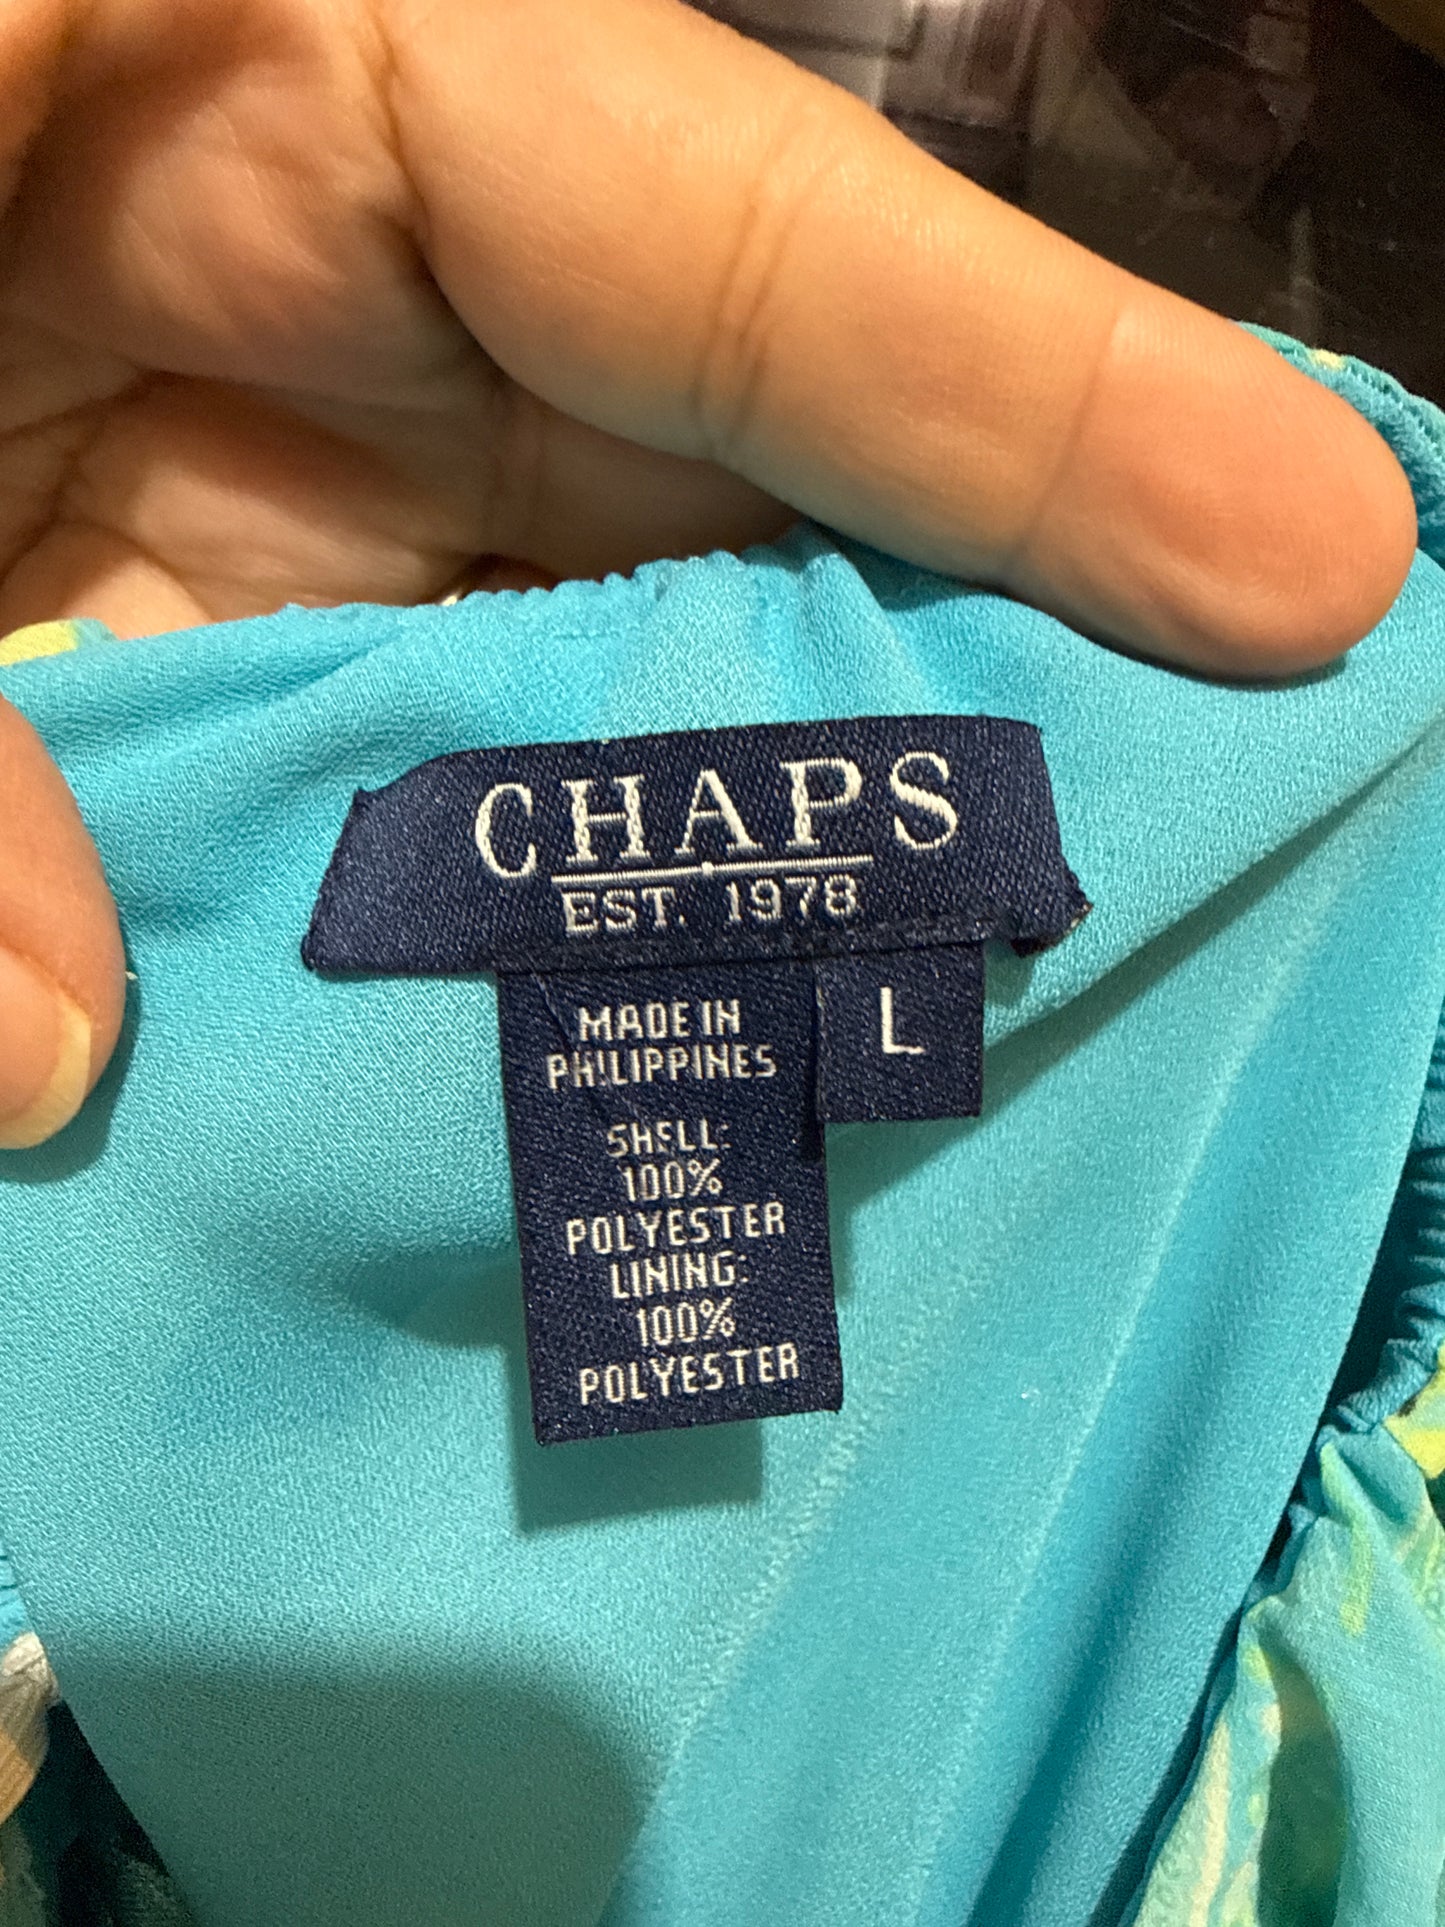 CHAPS
EST. 1978
L
MADE IN
PHILIPPINES
SHELL:
100%
POLYESTER
LINING:
100%
POLYESTER